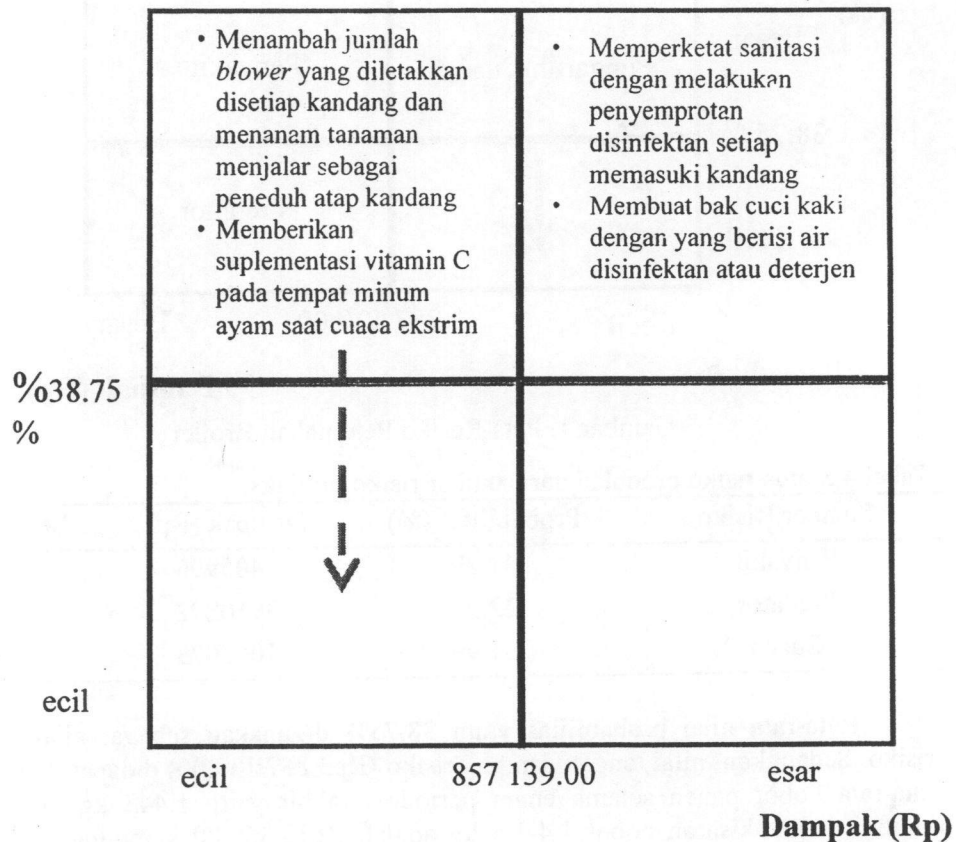 • Menambah jumlah
blower yang diletakkan
disetiap kandang dan
menanam tanaman
menjalar sebagai
peneduh atap kandang
• Memberikan
suplementasi vitamin C
pada tempat minum
ayam saat cuaca ekstrim
• Memperketat sanitasi
dengan melakukan
penyemprotan
disinfektan setiap
memasuki kandang
• Membuat bak cuci kaki
dengan yang berisi air
disinfektan atau deterjen
%38.75
%
ecil
ecil 857 139.00 esar
Dampak (Rp)